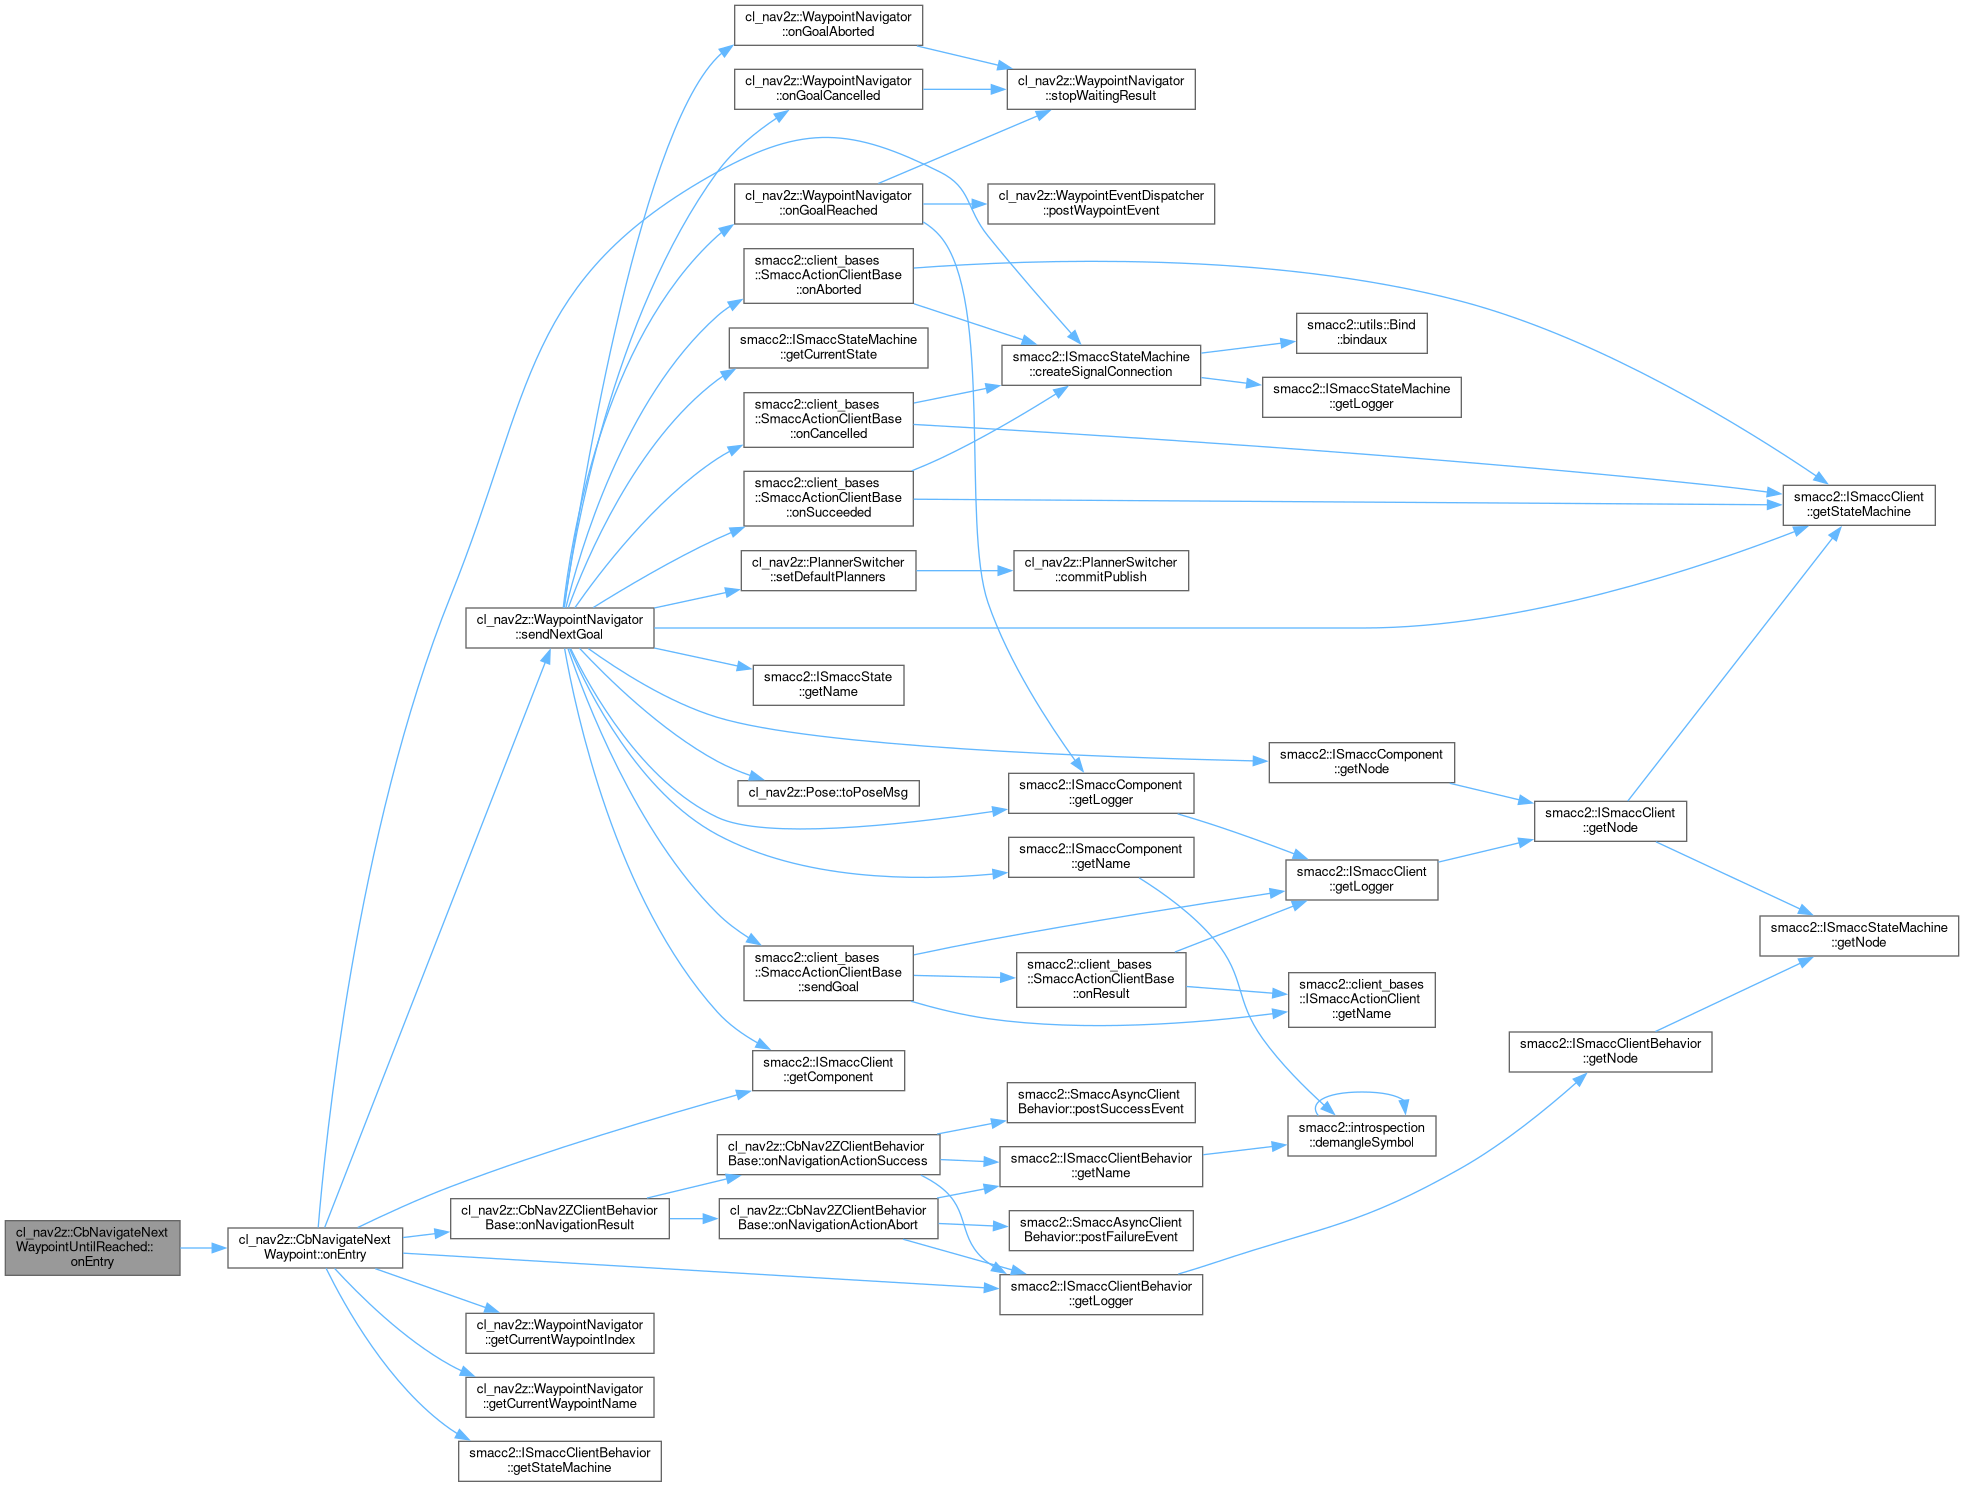 cl_nav2z::WaypointNavigator
::onGoalAborted
cl_nav2z::WaypointNavigator
::onGoalCancelled
cl_nav2z::WaypointNavigator
::stopWaitingResult
cl_nav2z::WaypointNavigator
::onGoalReached
cl_nav2z::WaypointEventDispatcher
::postWaypointEvent
smacc2::client_bases
::SmaccActionClientBase
::onAborted
smacc2::ISmaccStateMachine
::getCurrentState
smacc2::ISmaccStateMachine
::createSignalConnection
smacc2::utils::Bind
::bindaux
smacc2::ISmaccStateMachine
::getLogger
smacc2::client_bases
::SmaccActionClientBase
::onCancelled
smacc2::client_bases
::SmaccActionClientBase
::onSucceeded
smacc2::ISmaccClient
::getStateMachine
cl_nav2z::PlannerSwitcher
::setDefaultPlanners
cl_nav2z::PlannerSwitcher
::commitPublish
cl_nav2z::WaypointNavigator
::sendNextGoal
smacc2::ISmaccState
::getName
smacc2::ISmaccComponent
::getNode
cl_nav2z::Pose::toPoseMsg
smacc2::ISmaccComponent
::getLogger
smacc2::ISmaccClient
::getNode
smacc2::ISmaccComponent
::getName
smacc2::ISmaccClient
::getLogger
smacc2::ISmaccStateMachine
::getNode
smacc2::client_bases
::SmaccActionClientBase
::sendGoal
smacc2::client_bases
::SmaccActionClientBase
::onResult
smacc2::client_bases
::ISmaccActionClient
::getName
smacc2::ISmaccClientBehavior
::getNode
smacc2::ISmaccClient
::getComponent
smacc2::SmaccAsyncClient
Behavior::postSuccessEvent
smacc2::introspection
::demangleSymbol
cl_nav2z::CbNav2ZClientBehavior
Base::onNavigationActionSuccess
smacc2::ISmaccClientBehavior
::getName
cl_nav2z::CbNav2ZClientBehavior
Base::onNavigationResult
cl_nav2z::CbNav2ZClientBehavior
Base::onNavigationActionAbort
smacc2::SmaccAsyncClient
Behavior::postFailureEvent
cl_nav2z::CbNavigateNext
WaypointUntilReached::
onEntry
cl_nav2z::CbNavigateNext
Waypoint::onEntry
smacc2::ISmaccClientBehavior
::getLogger
cl_nav2z::WaypointNavigator
::getCurrentWaypointIndex
cl_nav2z::WaypointNavigator
::getCurrentWaypointName
smacc2::ISmaccClientBehavior
::getStateMachine